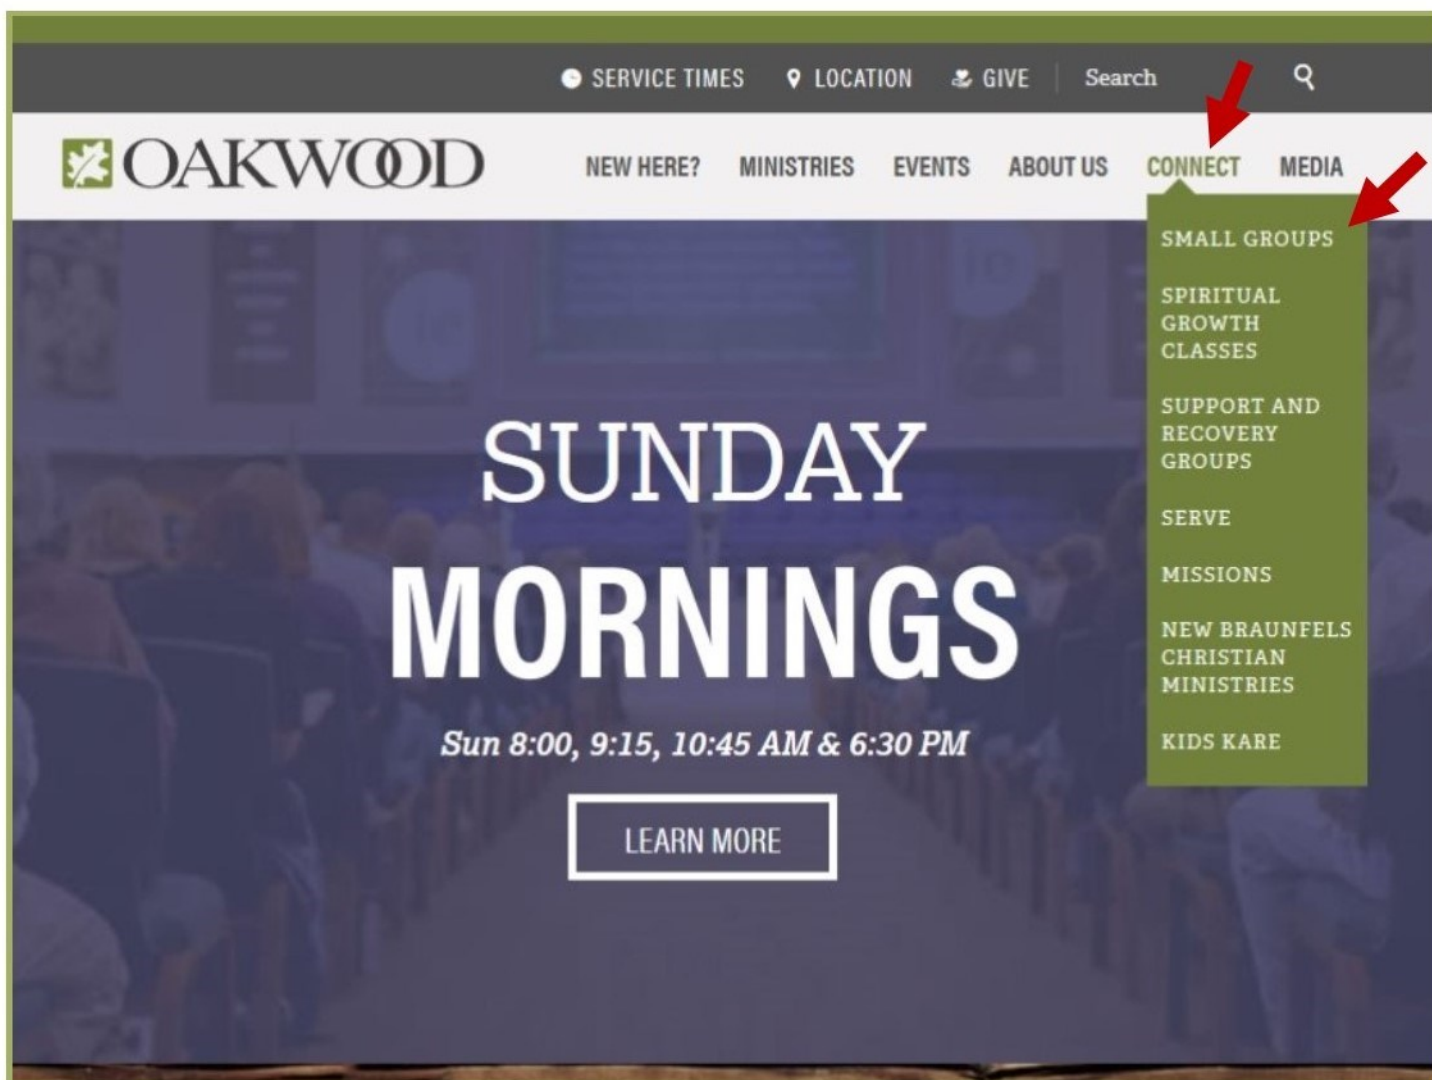 SERVICE TIMES LOCATION GIVE Search
OAKWOOD
NEW HERE? MINISTRIES EVENTS ABOUT US CONNECT MEDIA
SMALL GROUPS
SPIRITUAL
GROWTH
CLASSES
SUPPORT AND
RECOVERY
GROUPS
SERVE
MISSIONS
NEW BRAUNFELS
CHRISTIAN
MINISTRIES
KIDS KARE
SUNDAY
MORNINGS
Sun 8:00, 9:15, 10:45 AM & 6:30 PM
LEARN MORE